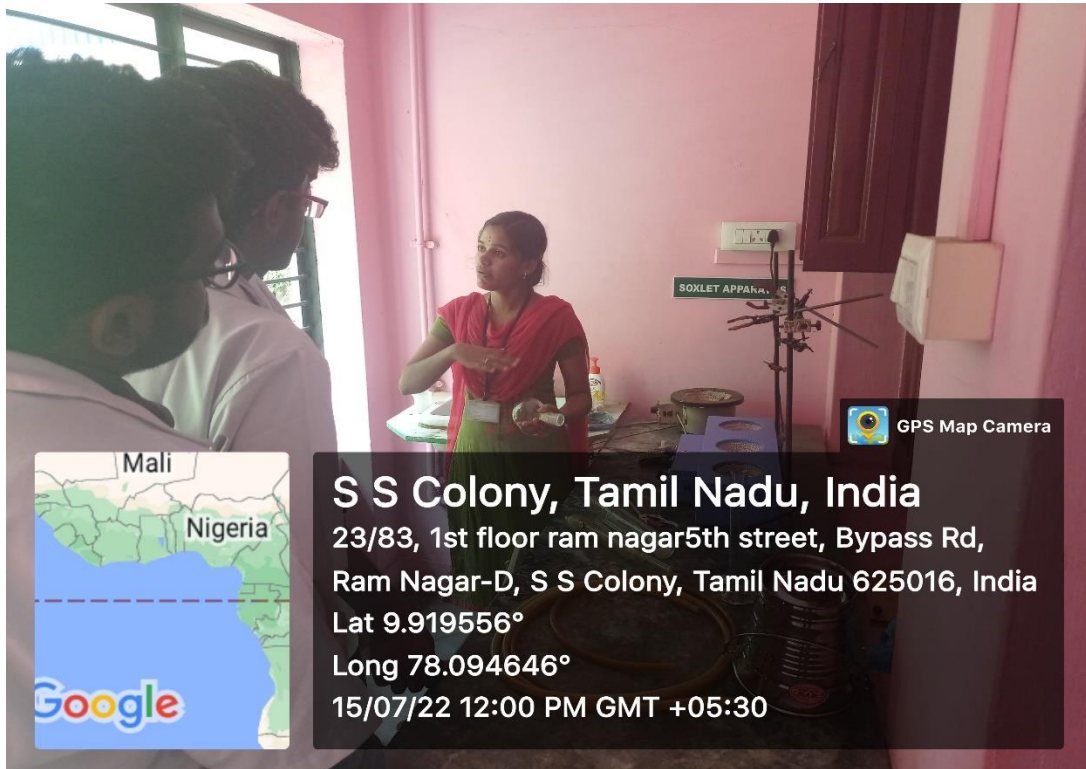 SOXLET APPARATUS
GPS Map Camera
Mali
Nigeria
Google
S S Colony, Tamil Nadu, India
23/83, 1st floor ram nagar5th street, Bypass Rd,
Ram Nagar-D, S S Colony, Tamil Nadu 625016, India
Lat 9.919556°
Long 78.094646°
15/07/22 12:00 PM GMT +05:30